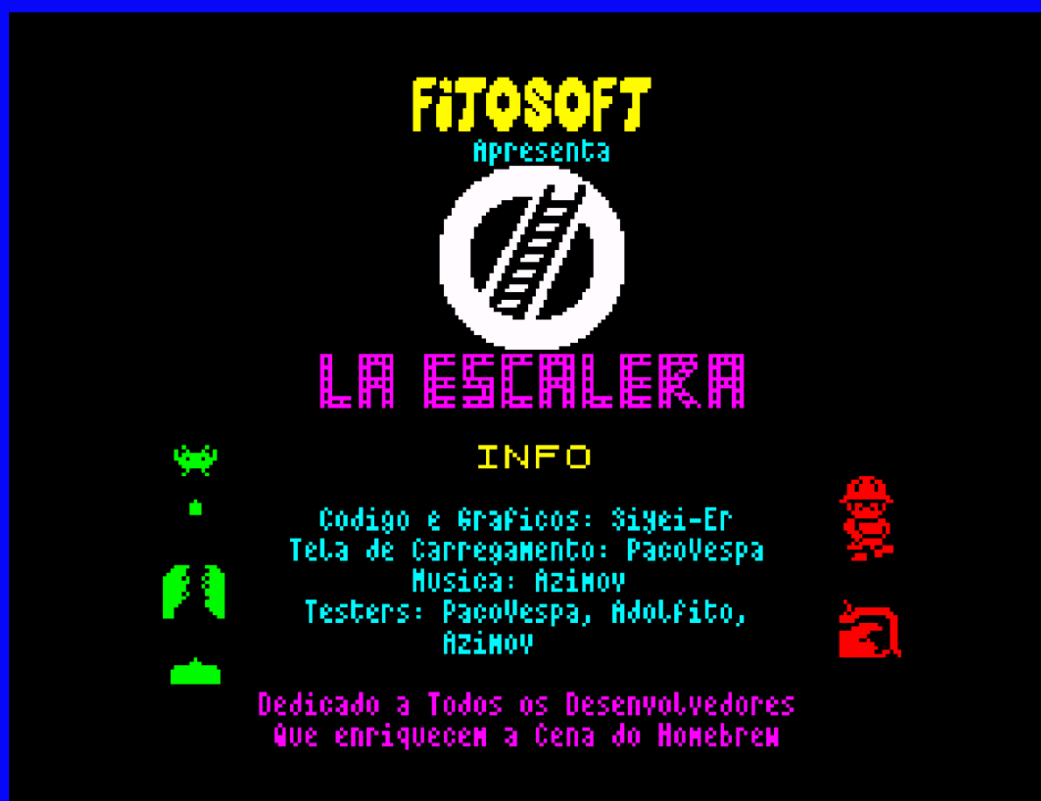 FiTOSOFT
Apresenta
LA ESCALERA
INFO
Codigo e Graficos: Siyei-Er
Tela de Carregamento: PacoVespa
Musica: Azimov
Testers: PacoVespa, Adolfito,
Azimov
Dedicado a Todos os Desenvolvedores
Que enriquecem a Cena do Homebrew